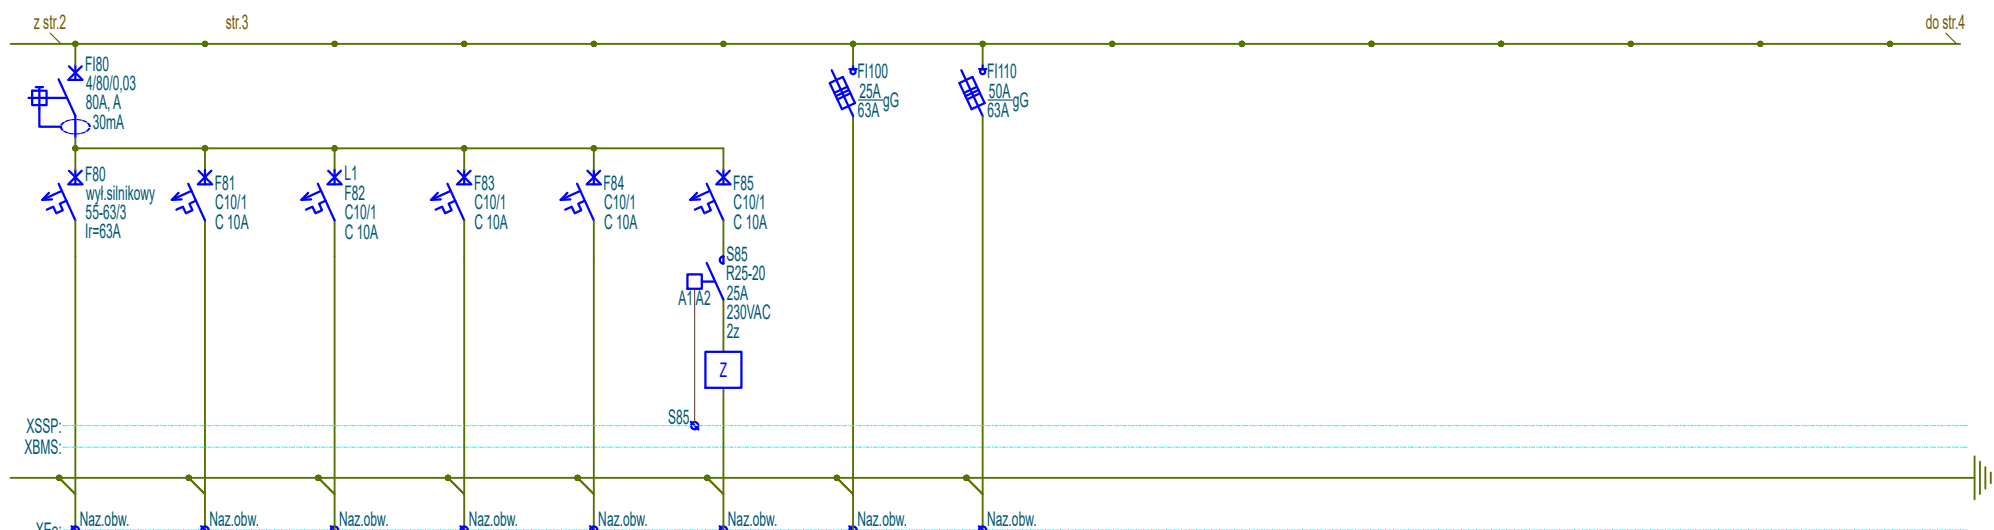 z str.2
str.3
do str.4
FI80
4/80/0,03
80A, A
30mA
FI100
25A
63A
gG
FI110
50A
63A
gG
F80
wył.silnikowy
55-63/3
Ir=63A
F81
C10/1
C 10A
L1
F82
C10/1
C 10A
F83
C10/1
C 10A
F84
C10/1
C 10A
F85
C10/1
C 10A
S85
R25-20
25A
230VAC
2z
A1 A2
Z
S85
XSSP:
XBMS:
Naz.obw.
Naz.obw.
Naz.obw.
Naz.obw.
Naz.obw.
Naz.obw.
Naz.obw.
Naz.obw.